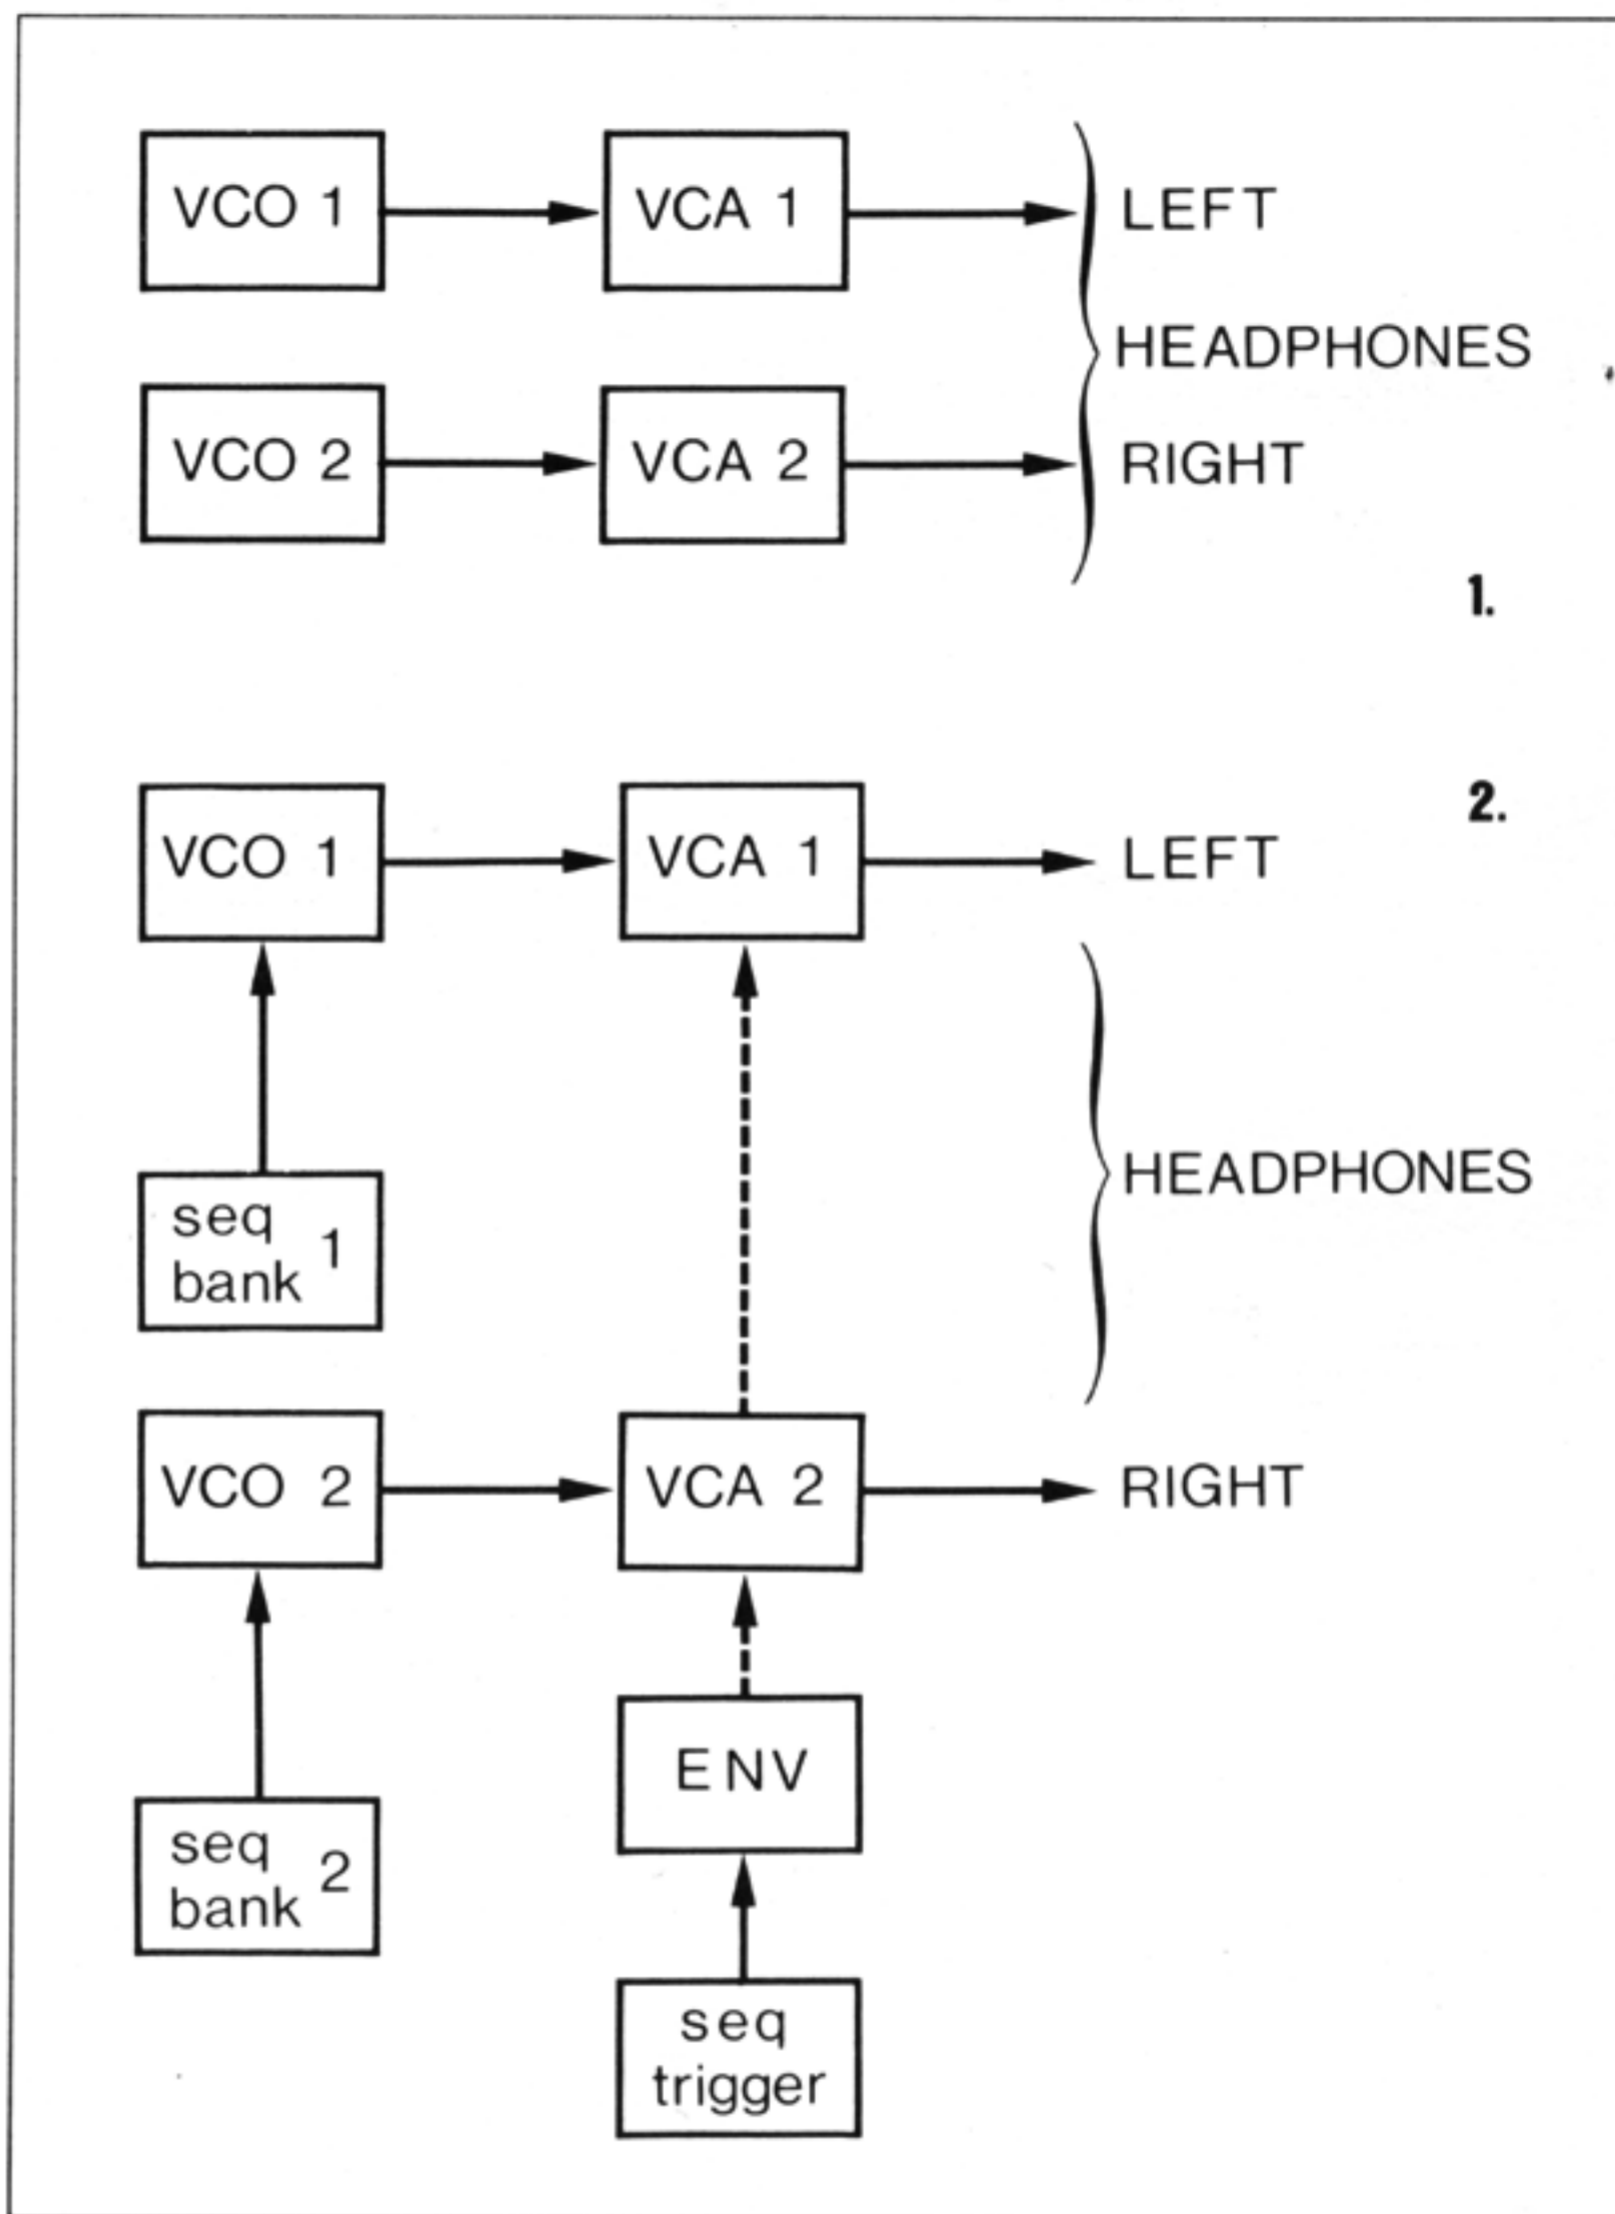 VCO 1
VCA 1
LEFT
HEADPHONES
VCO 2
VCA 2
RIGHT
1.
2.
VCO 1
VCA 1
LEFT
HEADPHONES
seq
bank 1
VCO 2
VCA 2
RIGHT
ENV
seq
bank 2
seq
trigger